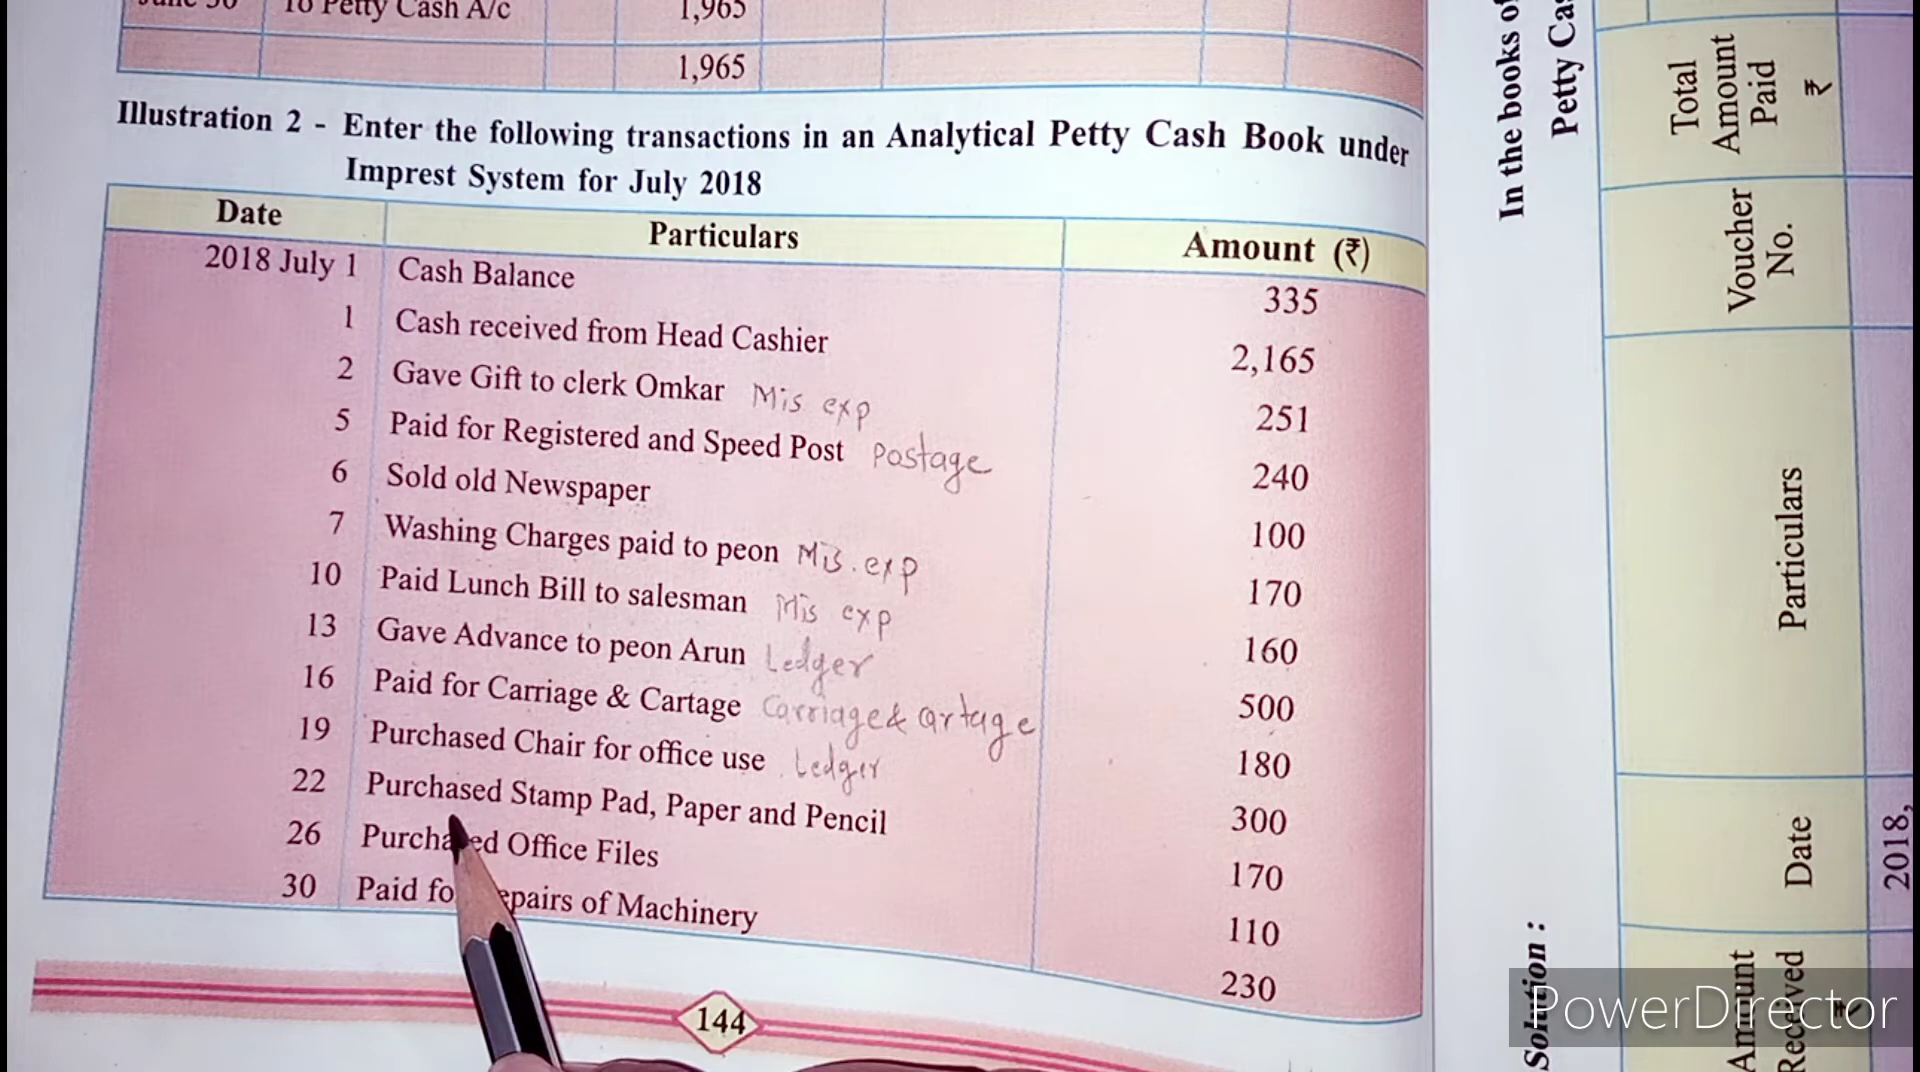 June 30 To Petty Cash A/c 1,965
1,965
Illustration 2 - Enter the following transactions in an Analytical Petty Cash Book under
Imprest System for July 2018
Date Particulars Amount (₹)
2018 July 1 Cash Balance 335
1 Cash received from Head Cashier 2,165
2 Gave Gift to clerk Omkar Mis exp 251
5 Paid for Registered and Speed Post Postage 240
6 Sold old Newspaper 100
7 Washing Charges paid to peon Mis.exp 170
10 Paid Lunch Bill to salesman Mis exp 160
13 Gave Advance to peon Arun Ledger 500
16 Paid for Carriage & Cartage Carriage & Cartage 180
19 Purchased Chair for office use Ledger 300
22 Purchased Stamp Pad, Paper and Pencil 170
26 Purchased Office Files 110
30 Paid for Repairs of Machinery 230
144
In the books of
Petty Ca
Solution :
Amount Received ₹
Date
Particulars
Voucher No.
Total Amount Paid ₹
2018,
PowerDirector